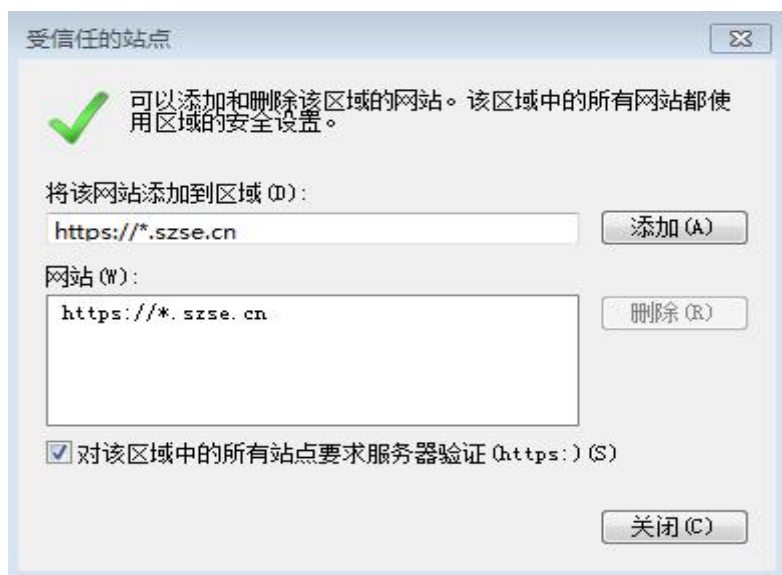 受信任的站点
可以添加和删除该区域的网站。该区域中的所有网站都使
用区域的安全设置。
将该网站添加到区域(D):
https://*.szse.cn
添加(A)
网站(W):
https://*.szse.cn
删除(R)
对该区域中的所有站点要求服务器验证(https:)(S)
关闭(C)